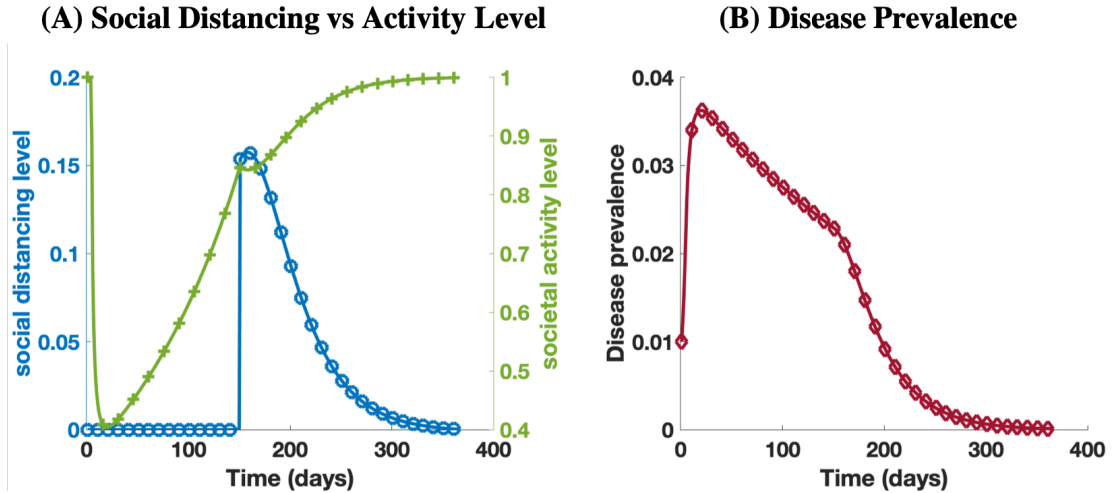 (A) Social Distancing vs Activity Level
social distancing level
0.2
0.15
0.1
0.05
0
1
0.9
0.8
0.7
0.6
0.5
0.4
societal activity level
0 100 200 300 400
Time (days)
(B) Disease Prevalence
Disease prevalence
0.04
0.03
0.02
0.01
0
0 100 200 300 400
Time (days)